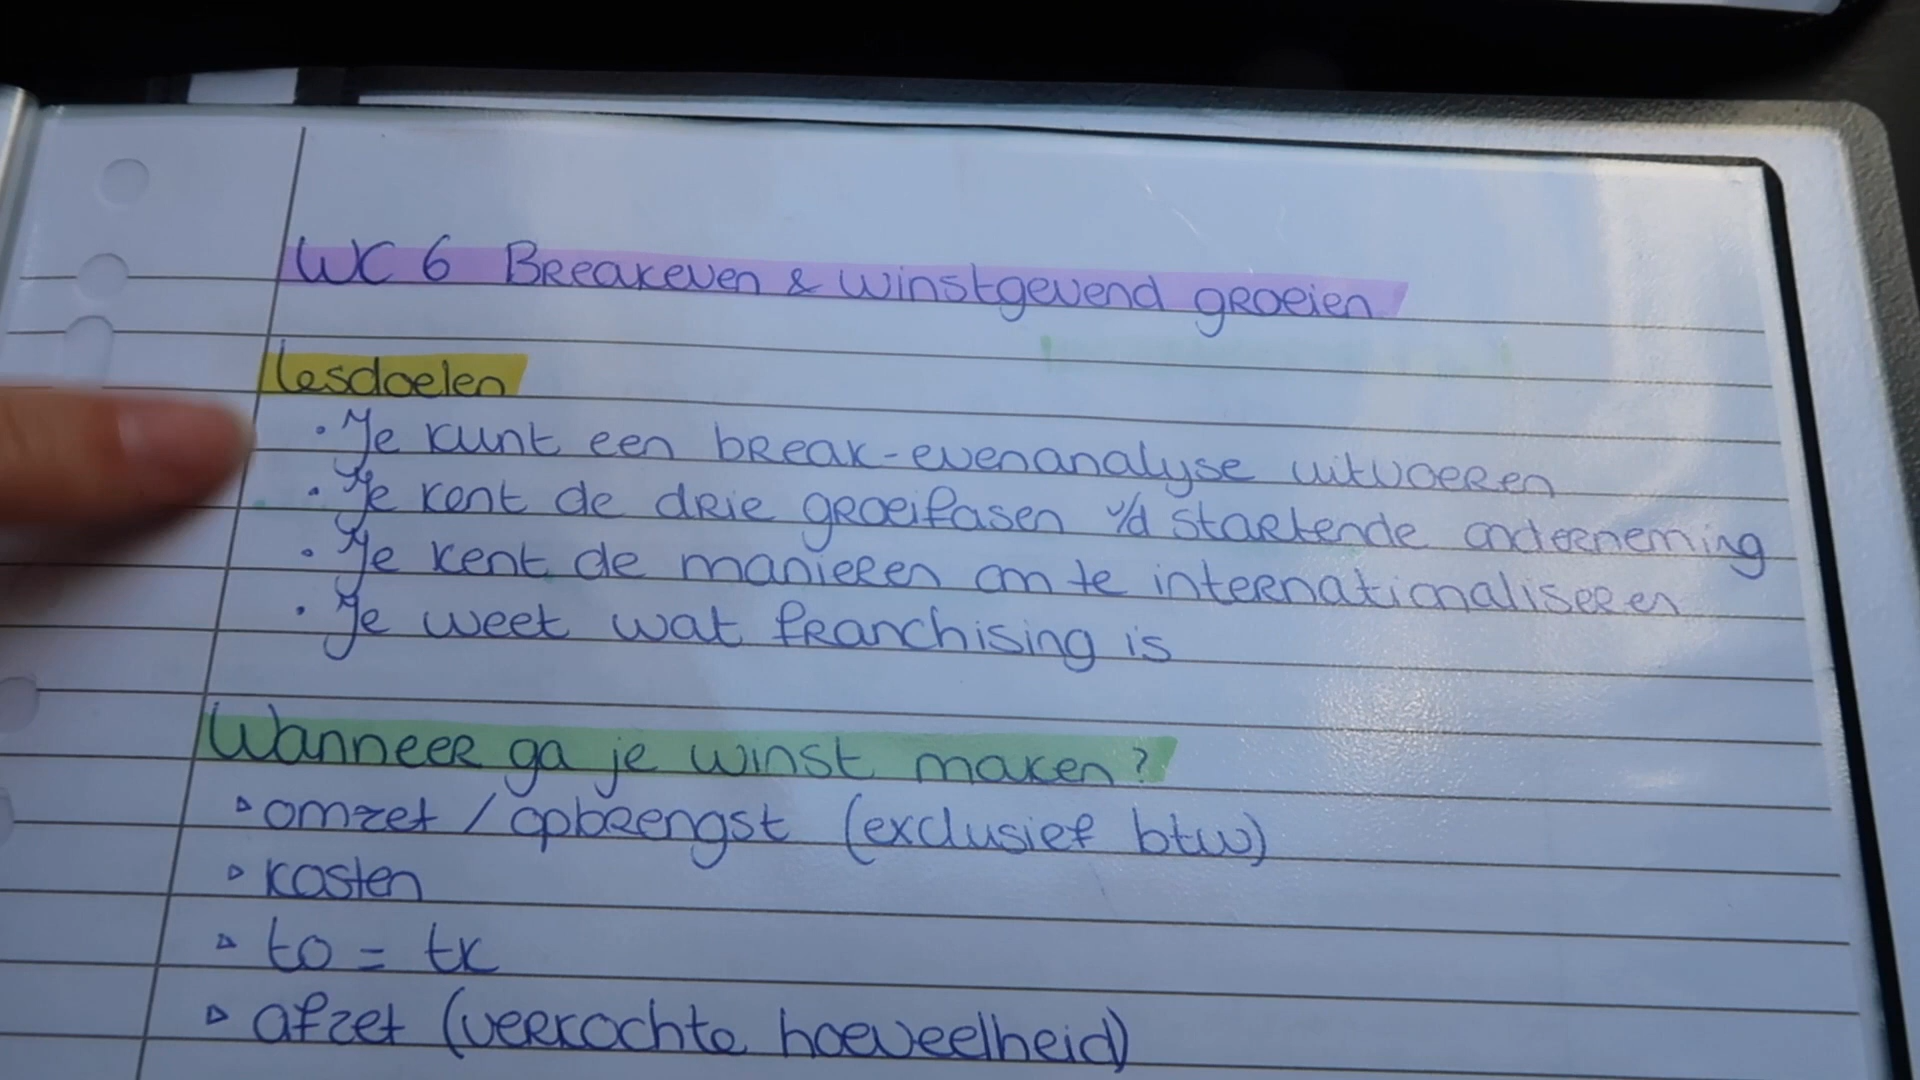 WC 6 Breakeven & winstgevend groeien
lesdoelen
• Je kunt een break-evenanalyse uitvoeren
• Je kent de drie groeifasen v/d startende onderneming
• Je kent de manieren om te internationaliseren
• Je weet wat franchising is
Wanneer ga je winst maken?
▹ omzet / opbrengst (exclusief btw)
▹ kosten
▹ to = tk
▹ afzet (verkochte hoeveelheid)